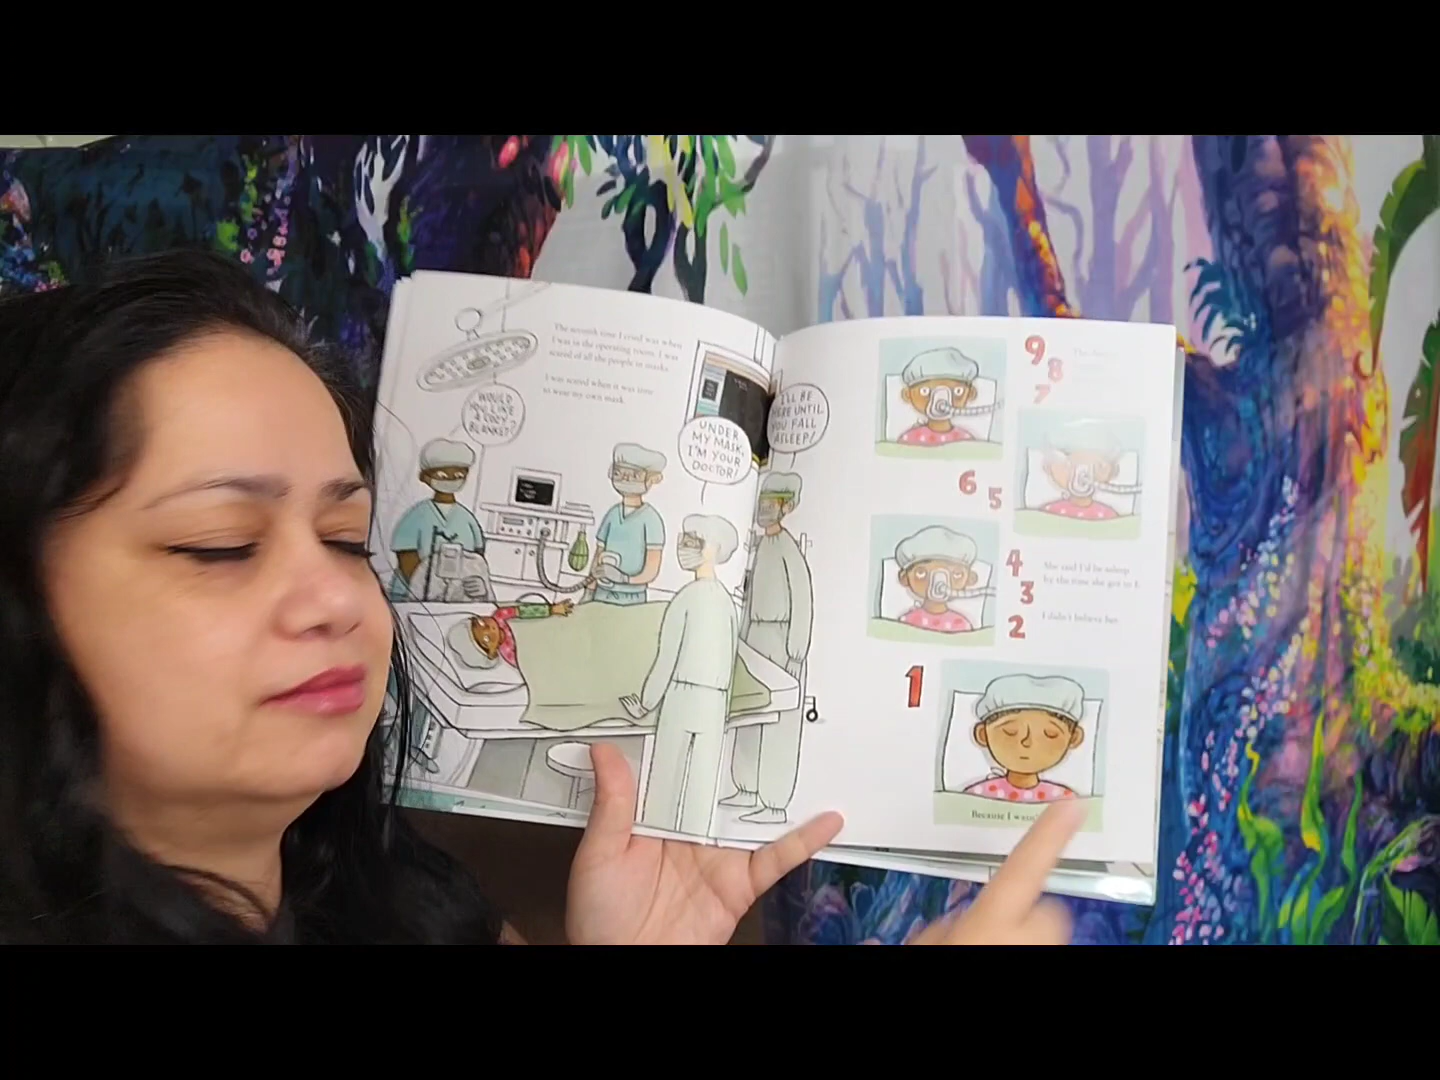 The seventh time I cried was when
I was in the operating room. I was
scared of all the people in masks.
I was scared when it was time
to wear my own mask.
WOULD
YOU LIKE
A COZY
BLANKET?
UNDER
MY MASK,
I'M YOUR
DOCTOR!
I'LL BE
HERE UNTIL
YOU FALL
ASLEEP!
9
8
7
6
5
4
3
2
She said I'd be asleep
by the time she got to 1.
I didn't believe her.
1
Because I wasn't